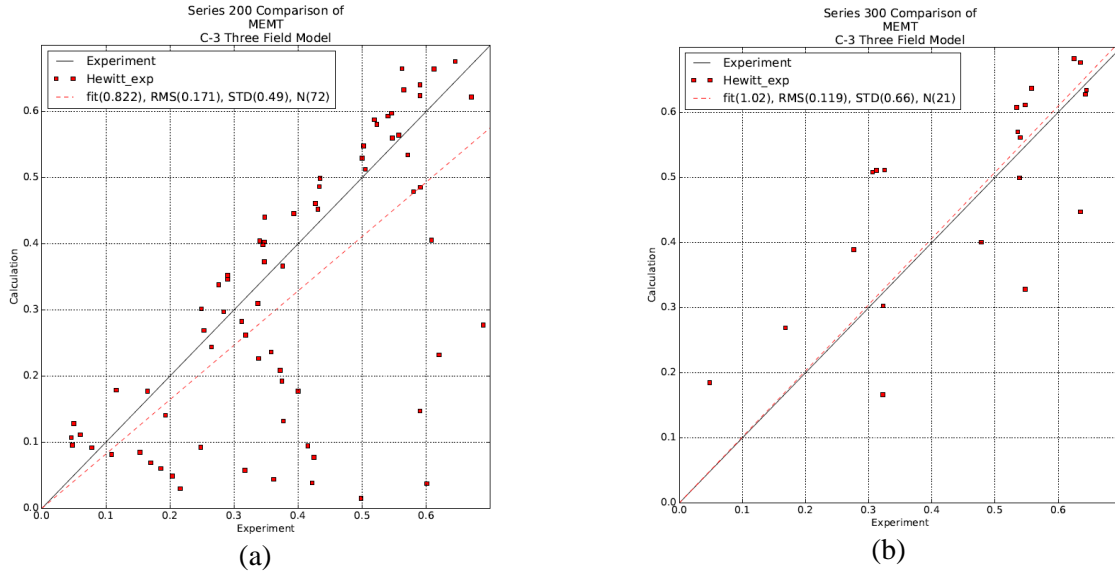 Series 200 Comparison of
MEMT
C-3 Three Field Model
Experiment
Hewitt_exp
fit(0.822), RMS(0.171), STD(0.49), N(72)
Calculation
0.6
0.5
0.4
0.3
0.2
0.1
0.0
0.0 0.1 0.2 0.3 0.4 0.5 0.6
Experiment
(a)
Series 300 Comparison of
MEMT
C-3 Three Field Model
Experiment
Hewitt_exp
fit(1.02), RMS(0.119), STD(0.66), N(21)
Calculation
0.6
0.5
0.4
0.3
0.2
0.1
0.0
0.0 0.1 0.2 0.3 0.4 0.5 0.6
Experiment
(b)